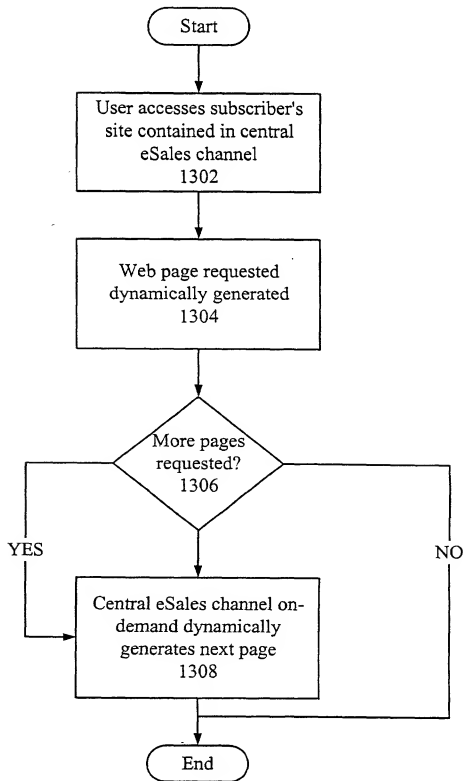 Start
User accesses subscriber's
site contained in central
eSales channel
1302
Web page requested
dynamically generated
1304
More pages
requested?
1306
YES
NO
Central eSales channel on-
demand dynamically
generates next page
1308
End